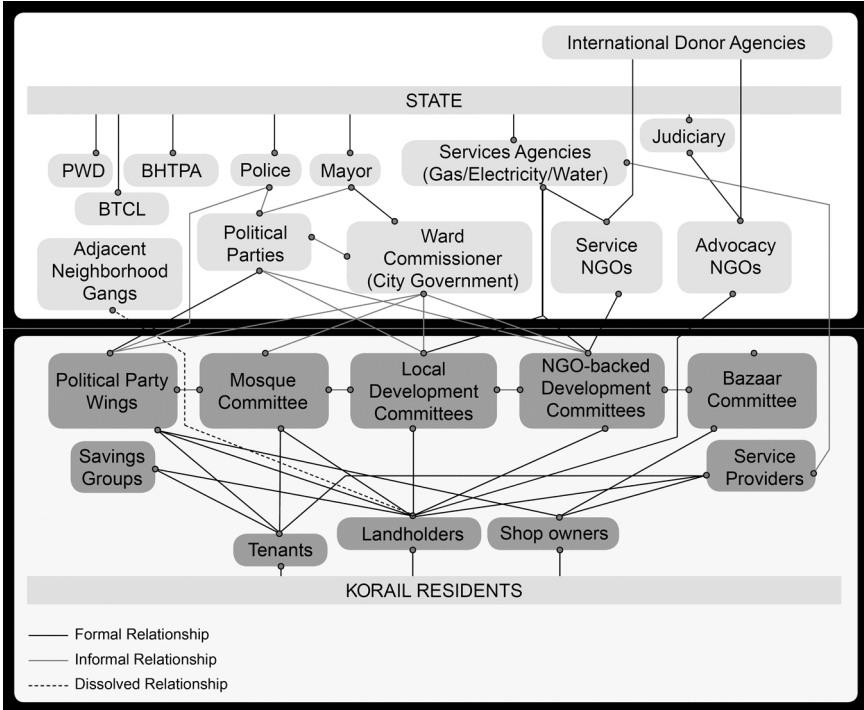 International Donor Agencies
STATE
Judiciary
PWD
BHTPA
Police
Mayor
Services Agencies
(Gas/Electricity/Water)
BTCL
Adjacent
Neighborhood
Gangs
Political
Parties
Ward
Commissioner
(City Government)
Service
NGOs
Advocacy
NGOs
Political Party
Wings
Mosque
Committee
Local
Development
Committees
NGO-backed
Development
Committees
Bazaar
Committee
Savings
Groups
Service
Providers
Tenants
Landholders
Shop owners
KORAIL RESIDENTS
Formal Relationship
Informal Relationship
Dissolved Relationship